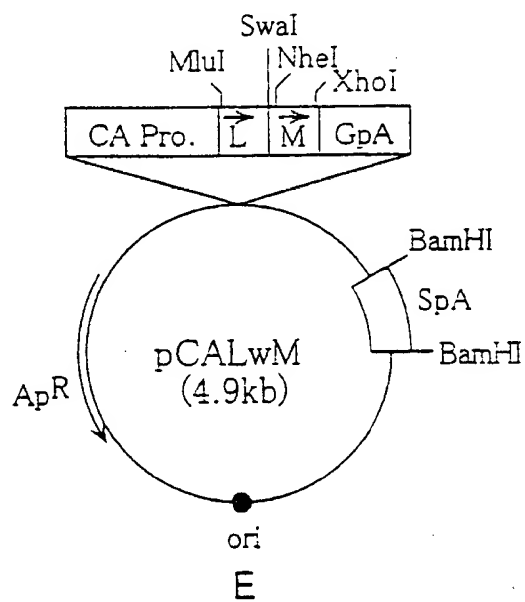 SwaI
MluI
NheI
XhoI
CA Pro.
L
M
GpA
BamHI
SpA
BamHI
pCALwM
(4.9kb)
ApR
ori
E